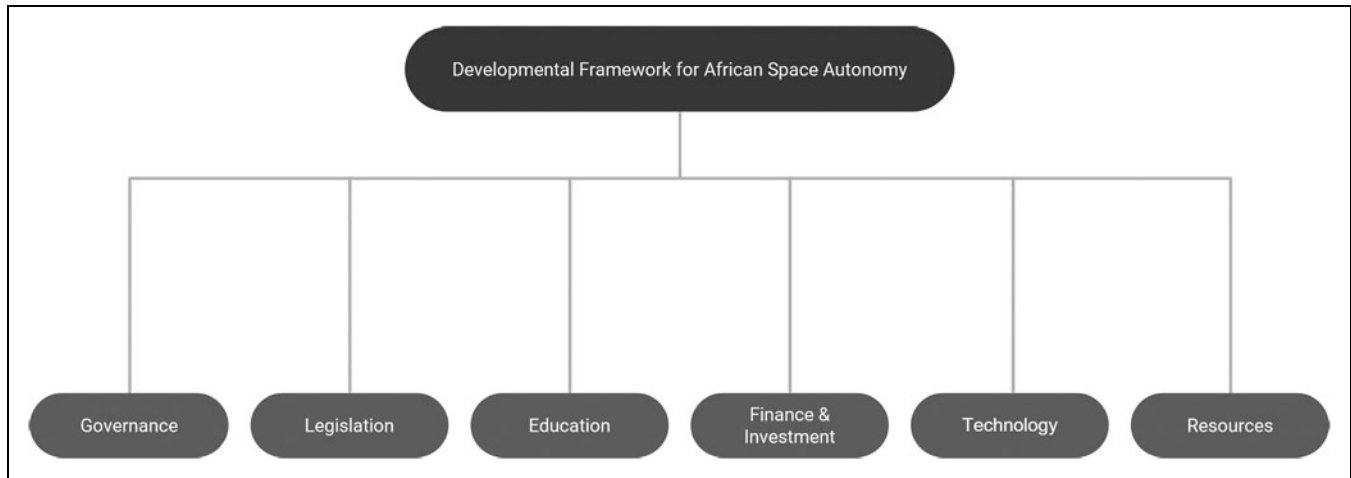 Developmental Framework for African Space Autonomy
Governance
Legislation
Education
Finance &
Investment
Technology
Resources